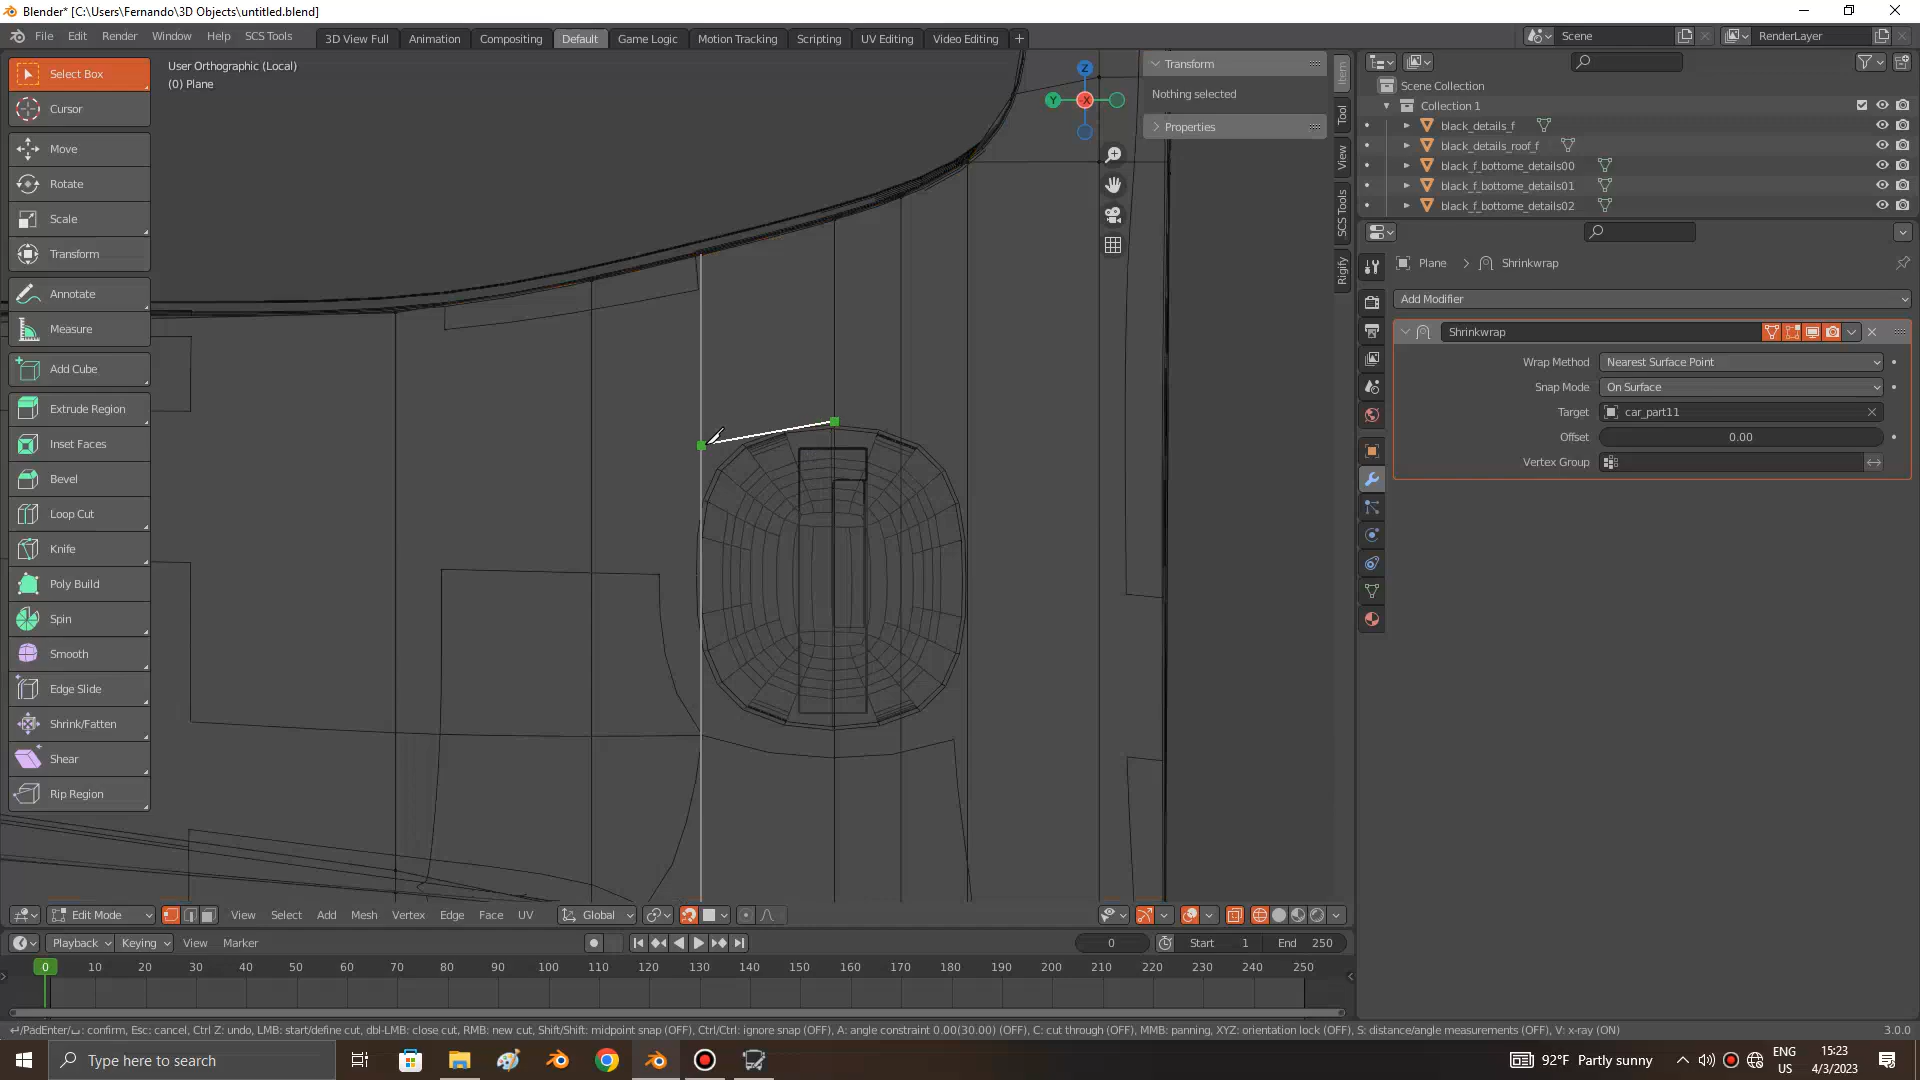 Blender* [C:\Users\Fernando\3D Objects\untitled.blend]
File Edit Render Window Help SCS Tools
3D View Full Animation Compositing Default Game Logic Motion Tracking Scripting UV Editing Video Editing +
Scene
RenderLayer
Select Box
Cursor
Move
Rotate
Scale
Transform
Annotate
Measure
Add Cube
Extrude Region
Inset Faces
Bevel
Loop Cut
Knife
Poly Build
Spin
Smooth
Edge Slide
Shrink/Fatten
Shear
Rip Region
User Orthographic (Local)
(0) Plane
Z
Y
X
Transform
Nothing selected
Properties
Item
Tool
View
SCS Tools
Rigify
Scene Collection
Collection 1
black_details_f
black_details_roof_f
black_f_bottome_details00
black_f_bottome_details01
black_f_bottome_details02
Plane > Shrinkwrap
Add Modifier
Shrinkwrap
Wrap Method Nearest Surface Point
Snap Mode On Surface
Target car_part11
Offset 0.00
Vertex Group
Edit Mode View Select Add Mesh Vertex Edge Face UV Global
Playback Keying View Marker 0 Start 1 End 250
0 10 20 30 40 50 60 70 80 90 100 110 120 130 140 150 160 170 180 190 200 210 220 230 240 250
↵/PadEnter/␣: confirm, Esc: cancel, Ctrl Z: undo, LMB: start/define cut, dbl-LMB: close cut, RMB: new cut, Shift/Shift: midpoint snap (OFF), Ctrl/Ctrl: ignore snap (OFF), A: angle constraint 0.00(30.00) (OFF), C: cut through (OFF), MMB: panning, XYZ: orientation lock (OFF), S: distance/angle measurements (OFF), V: x-ray (ON) 3.0.0
Type here to search
92°F Partly sunny
ENG
US
15:23
4/3/2023